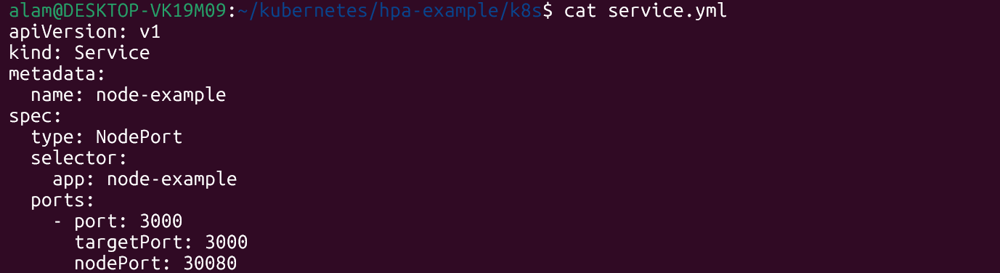 alam@DESKTOP-VK19M09:~/kubernetes/hpa-example/k8s$ cat service.yml
apiVersion: v1
kind: Service
metadata:
  name: node-example
spec:
  type: NodePort
  selector:
    app: node-example
  ports:
    - port: 3000
      targetPort: 3000
      nodePort: 30080